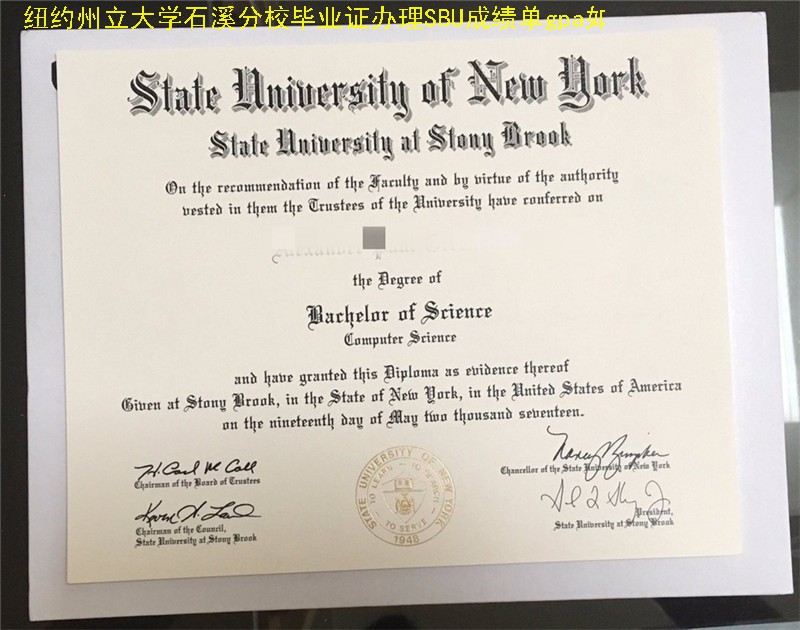 纽约州立大学石溪分校毕业证办理SBU成绩单gpa如
State University of New York
State University at Stony Brook
On the recommendation of the Faculty and by virtue of the authority
vested in them the Trustees of the University have conferred on
the Degree of
Bachelor of Science
Computer Science
and have granted this Diploma as evidence thereof
Given at Stony Brook, in the State of New York, in the United States of America
on the nineteenth day of May two thousand seventeen.
H. Carl McCall
Chairman of the Board of Trustees
Chairman of the Council,
State University at Stony Brook
STATE UNIVERSITY OF NEW YORK
TO LEARN – TO SEARCH
TO SERVE
1948
Chancellor of the State University of New York
President,
State University at Stony Brook